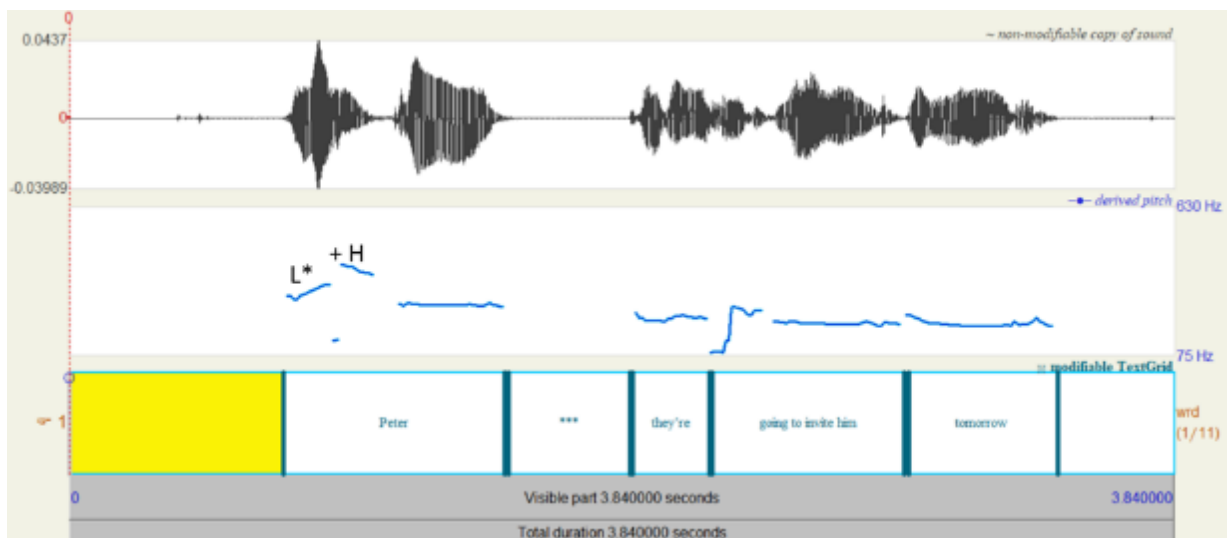 0
0.0437
~ non-modifiable copy of sound
0
-0.03989
derived pitch
630 Hz
+ H
L*
75 Hz
modifiable TextGrid
1
Peter
***
they're
going to invite him
tomorrow
wrd
(1/11)
0
Visible part 3.840000 seconds
3.840000
Total duration 3.840000 seconds